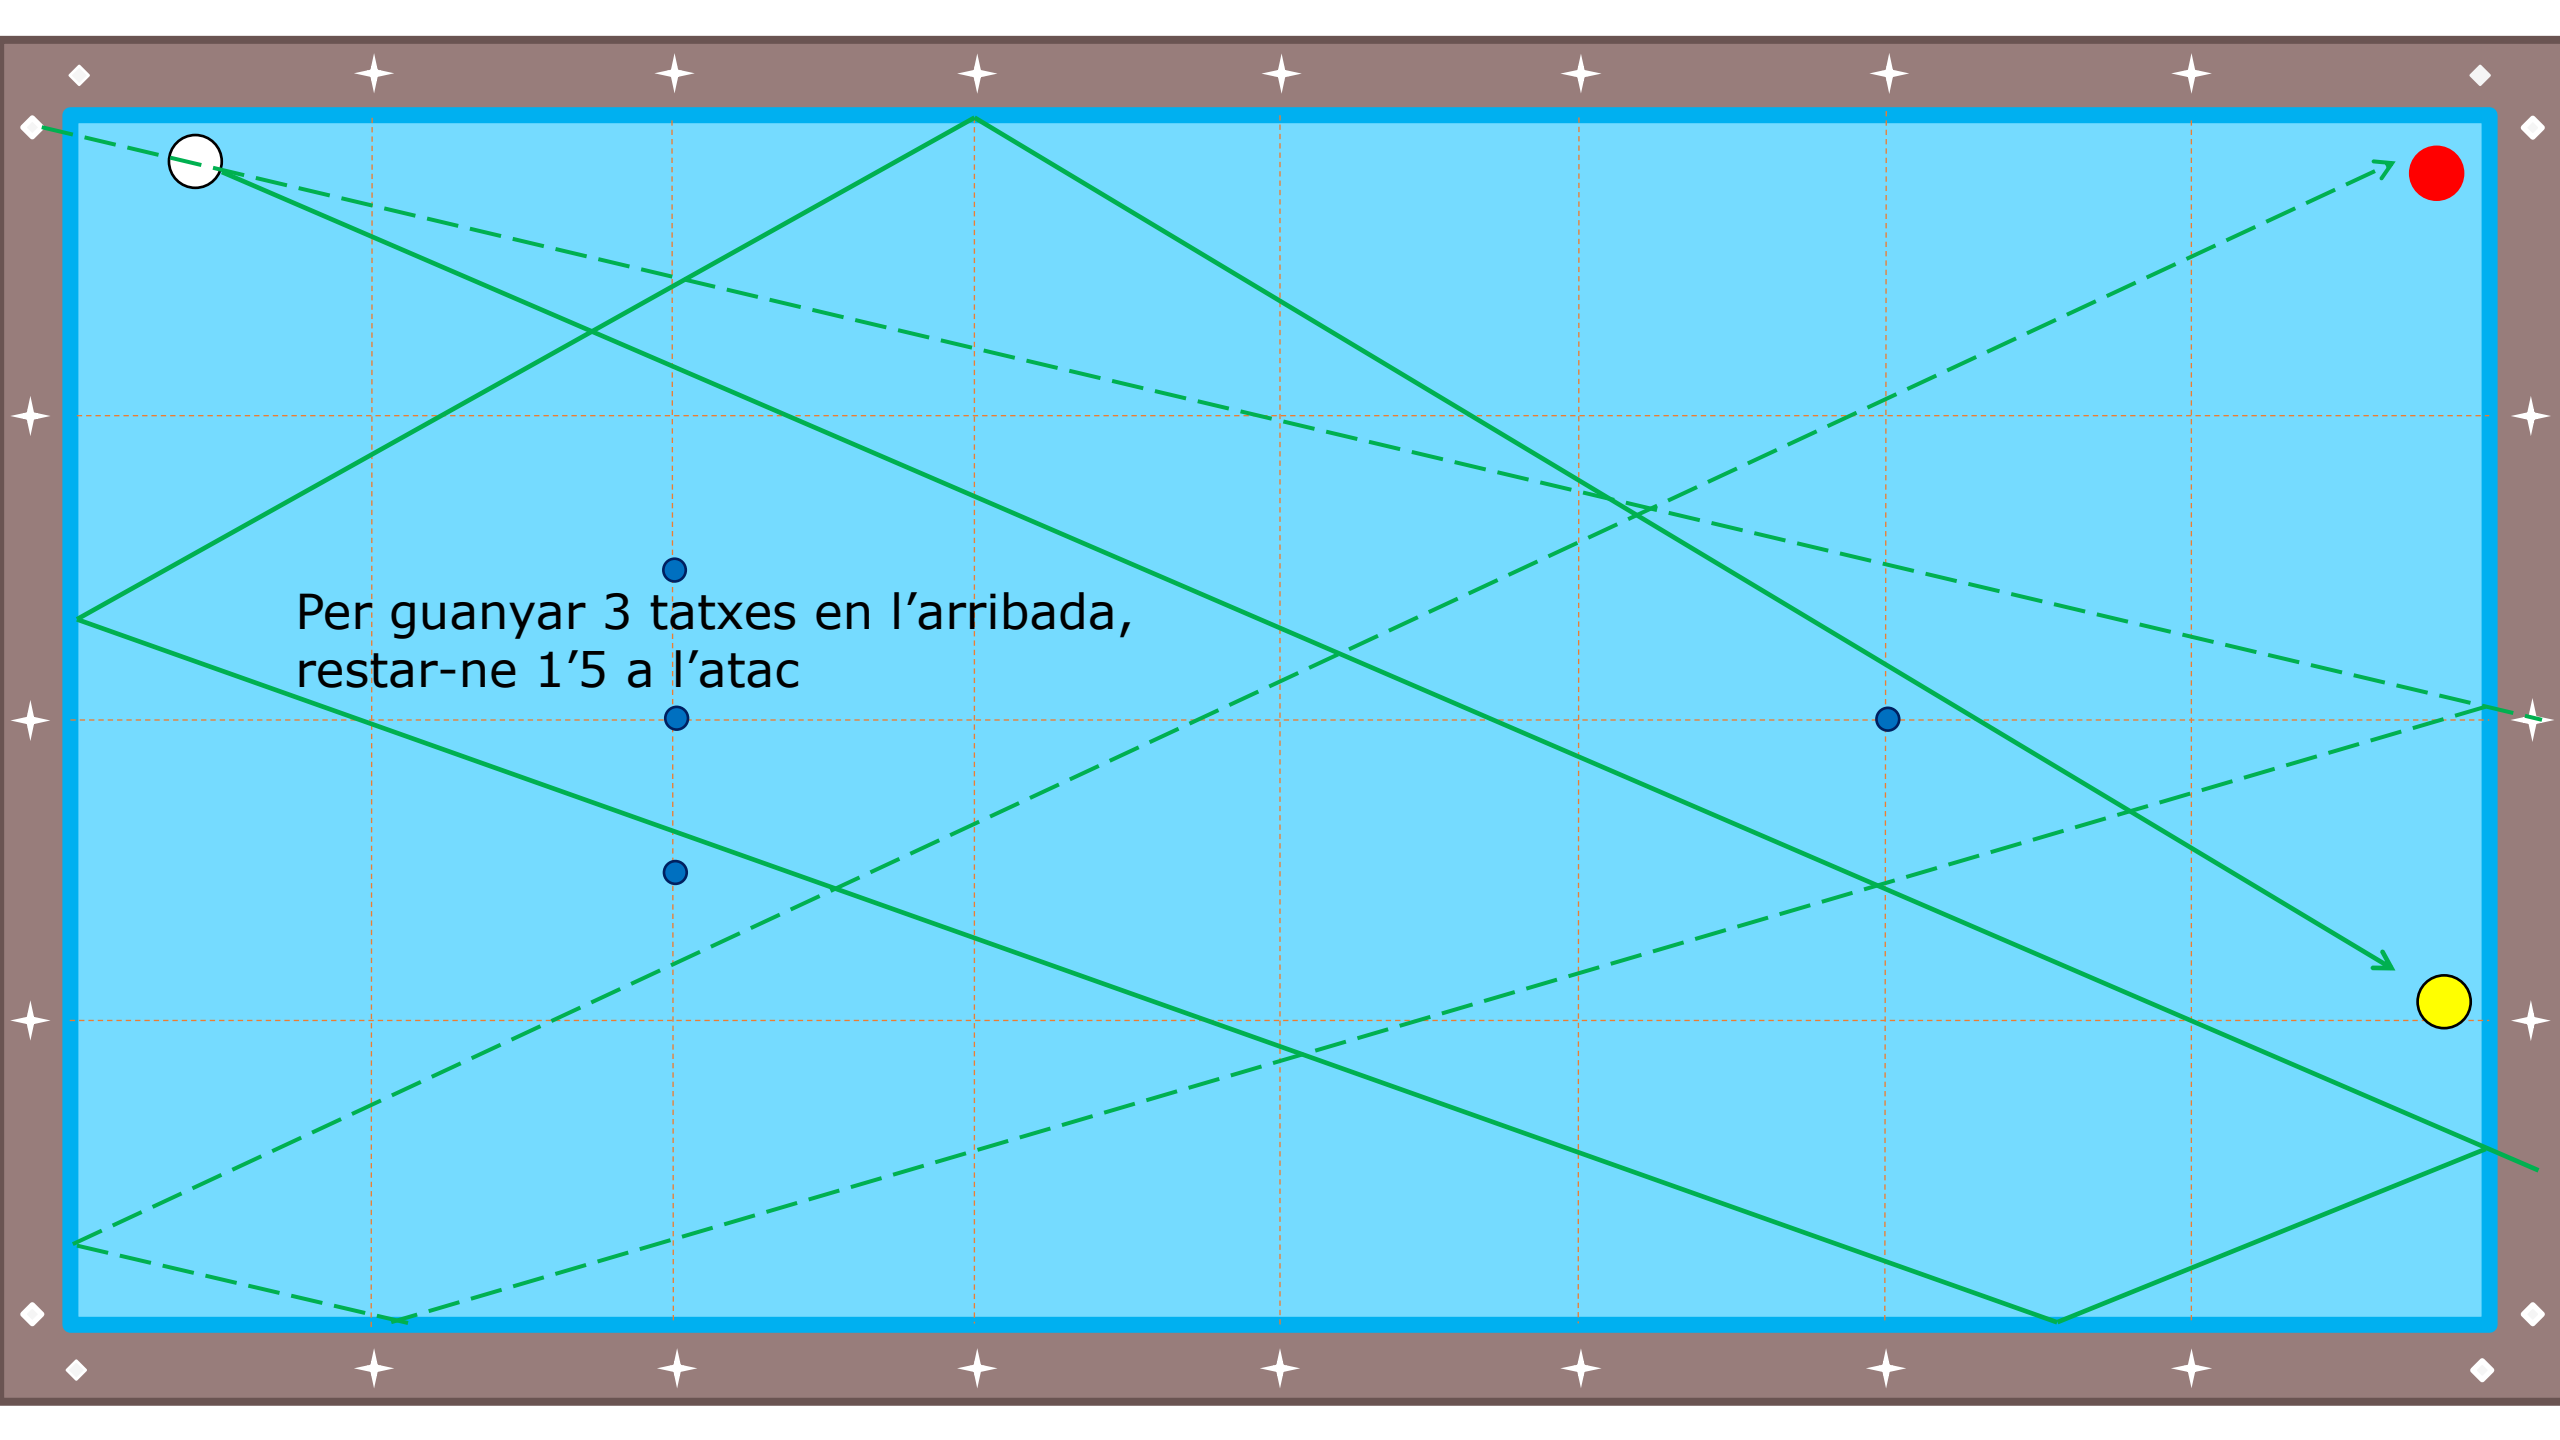 Per guanyar 3 tatxes en l’arribada,
restar-ne 1’5 a l’atac